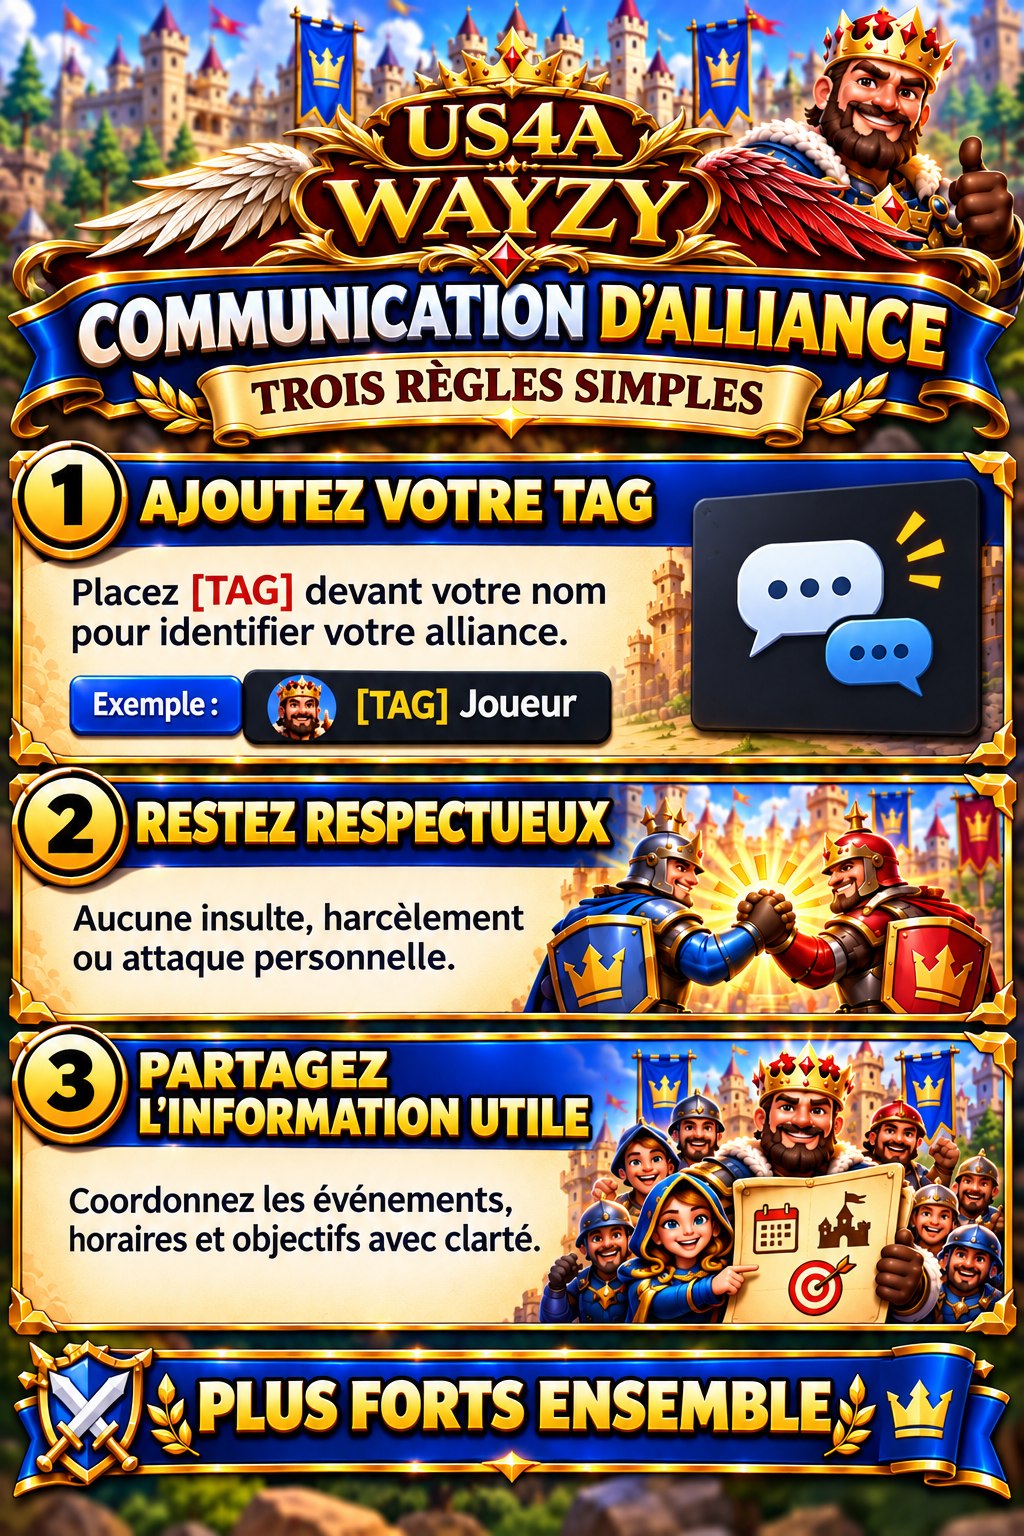 US4A
WAYZY
COMMUNICATION D'ALLIANCE
TROIS RÈGLES SIMPLES
1 AJOUTEZ VOTRE TAG
Placez [TAG] devant votre nom
pour identifier votre alliance.
Exemple : [TAG] Joueur
2 RESTEZ RESPECTUEUX
Aucune insulte, harcèlement
ou attaque personnelle.
3 PARTAGEZ
L'INFORMATION UTILE
Coordonnez les événements,
horaires et objectifs avec clarté.
PLUS FORTS ENSEMBLE